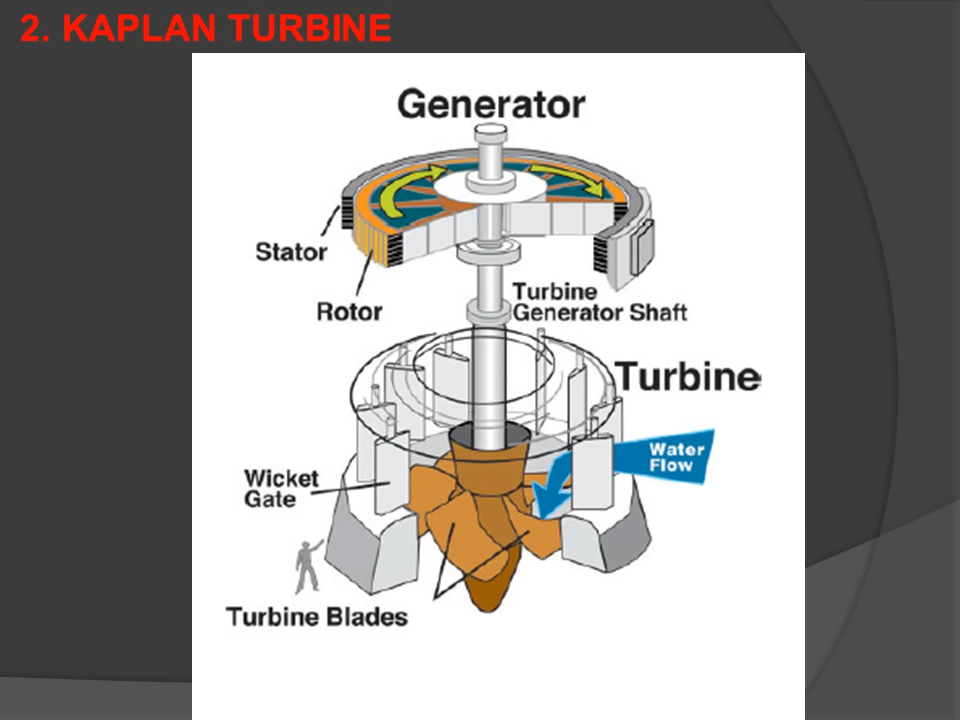 2. KAPLAN TURBINE
Generator
Stator
Rotor
Turbine
Generator Shaft
Turbine
Water
Flow
Wicket
Gate
Turbine Blades